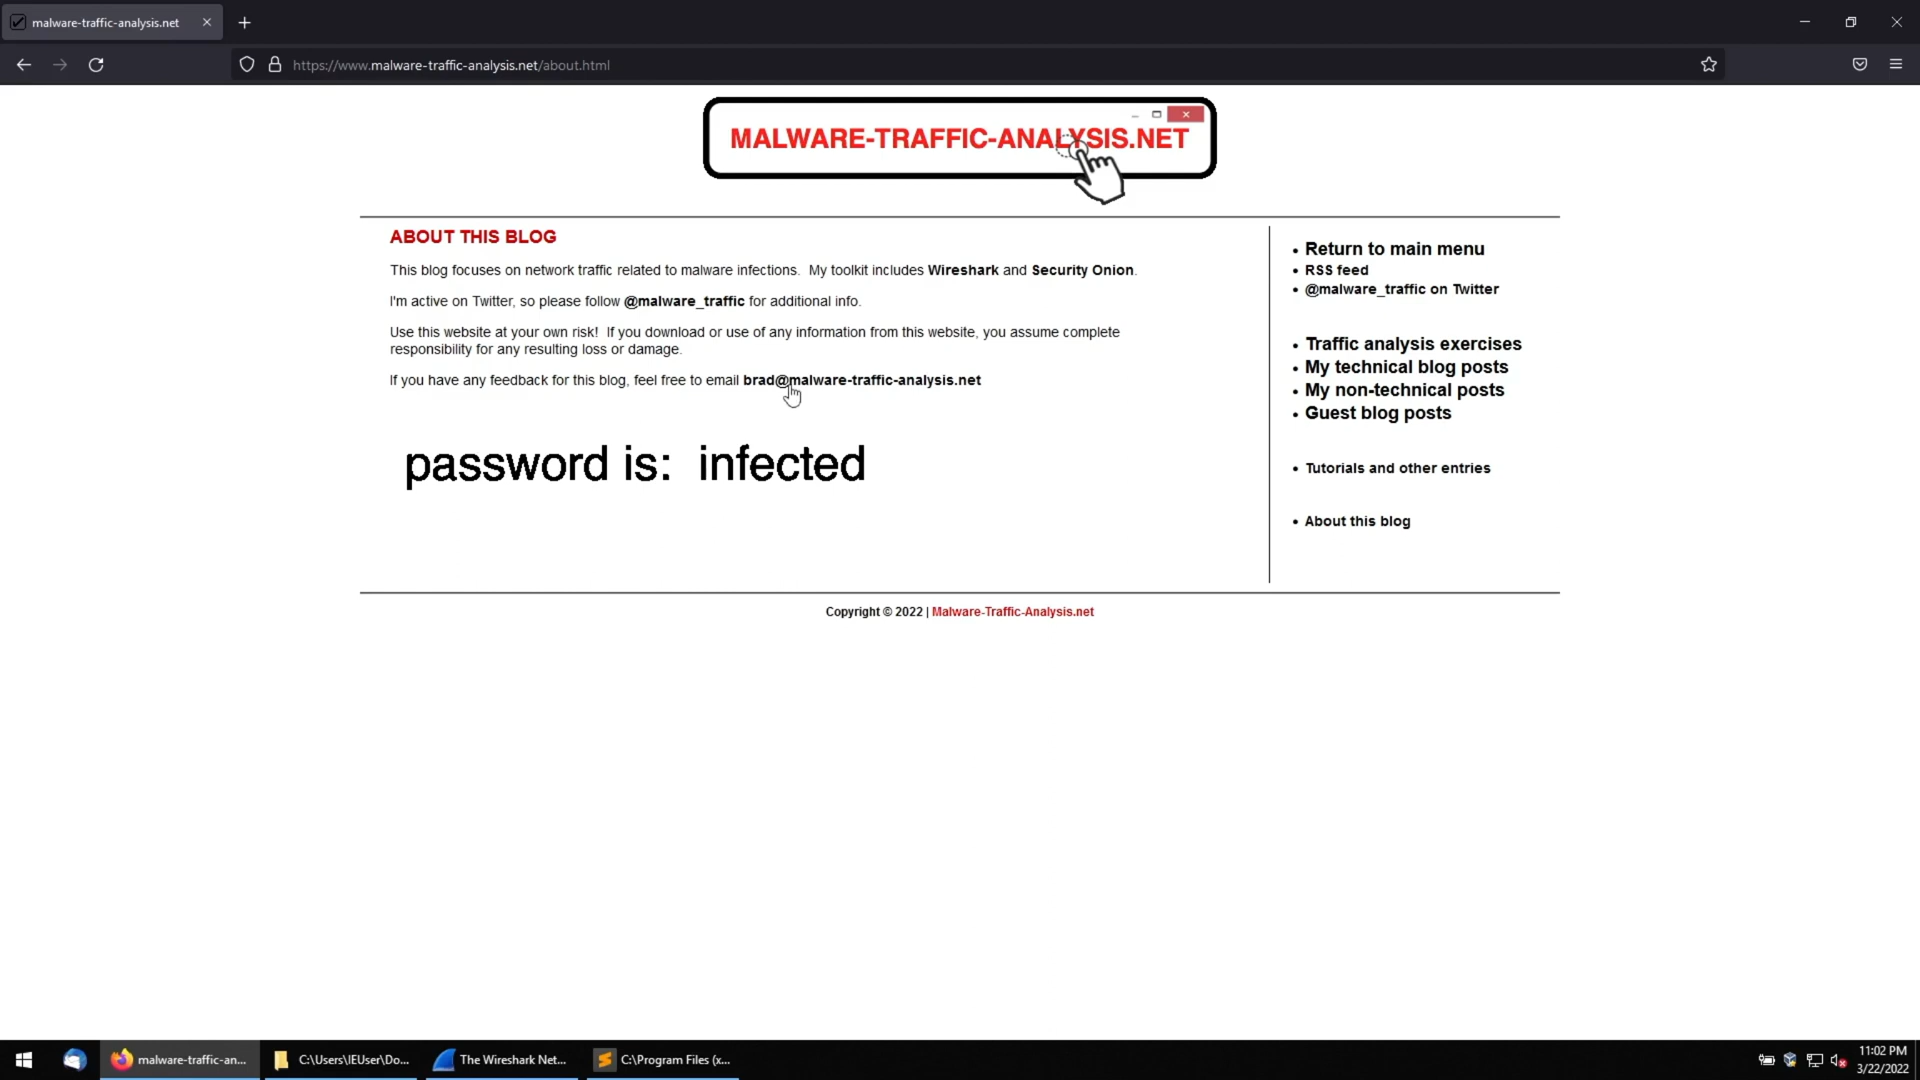 malware-traffic-analysis.net
https://www.malware-traffic-analysis.net/about.html
MALWARE-TRAFFIC-ANALYSIS.NET
ABOUT THIS BLOG
This blog focuses on network traffic related to malware infections.  My toolkit includes Wireshark and Security Onion.
I'm active on Twitter, so please follow @malware_traffic for additional info.
Use this website at your own risk!  If you download or use of any information from this website, you assume complete
responsibility for any resulting loss or damage.
If you have any feedback for this blog, feel free to email brad@malware-traffic-analysis.net
password is:  infected
• Return to main menu
• RSS feed
• @malware_traffic on Twitter
• Traffic analysis exercises
• My technical blog posts
• My non-technical posts
• Guest blog posts
• Tutorials and other entries
• About this blog
Copyright © 2022 | Malware-Traffic-Analysis.net
malware-traffic-an...
C:\Users\IEUser\Do...
The Wireshark Net...
C:\Program Files (x...
11:02 PM
3/22/2022